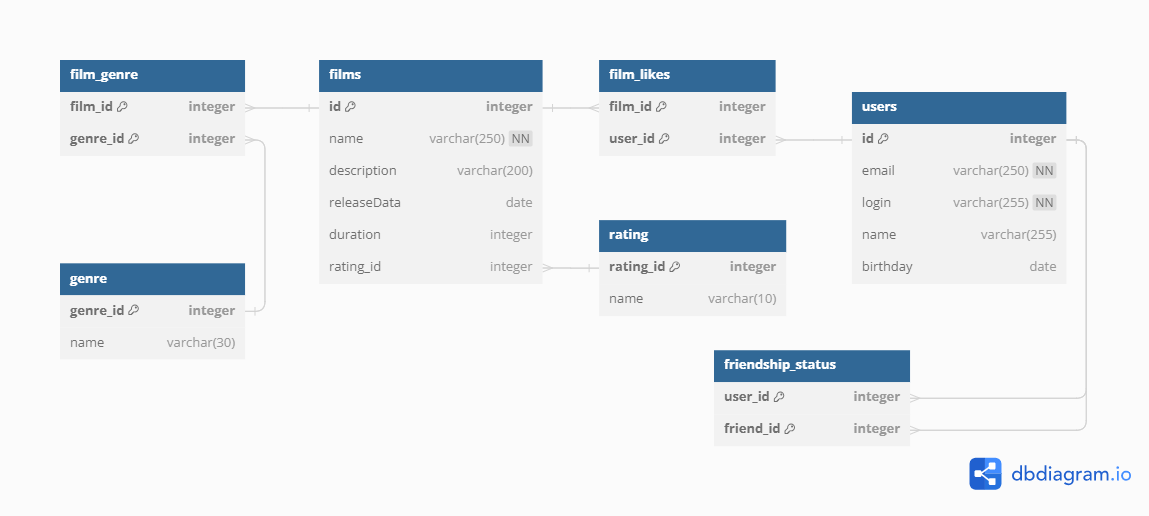 film_genre
film_id integer
genre_id integer
films
id integer
name varchar(250) NN
description varchar(200)
releaseData date
duration integer
rating_id integer
film_likes
film_id integer
user_id integer
users
id integer
email varchar(250) NN
login varchar(255) NN
name varchar(255)
birthday date
rating
rating_id integer
name varchar(10)
genre
genre_id integer
name varchar(30)
friendship_status
user_id integer
friend_id integer
dbdiagram.io